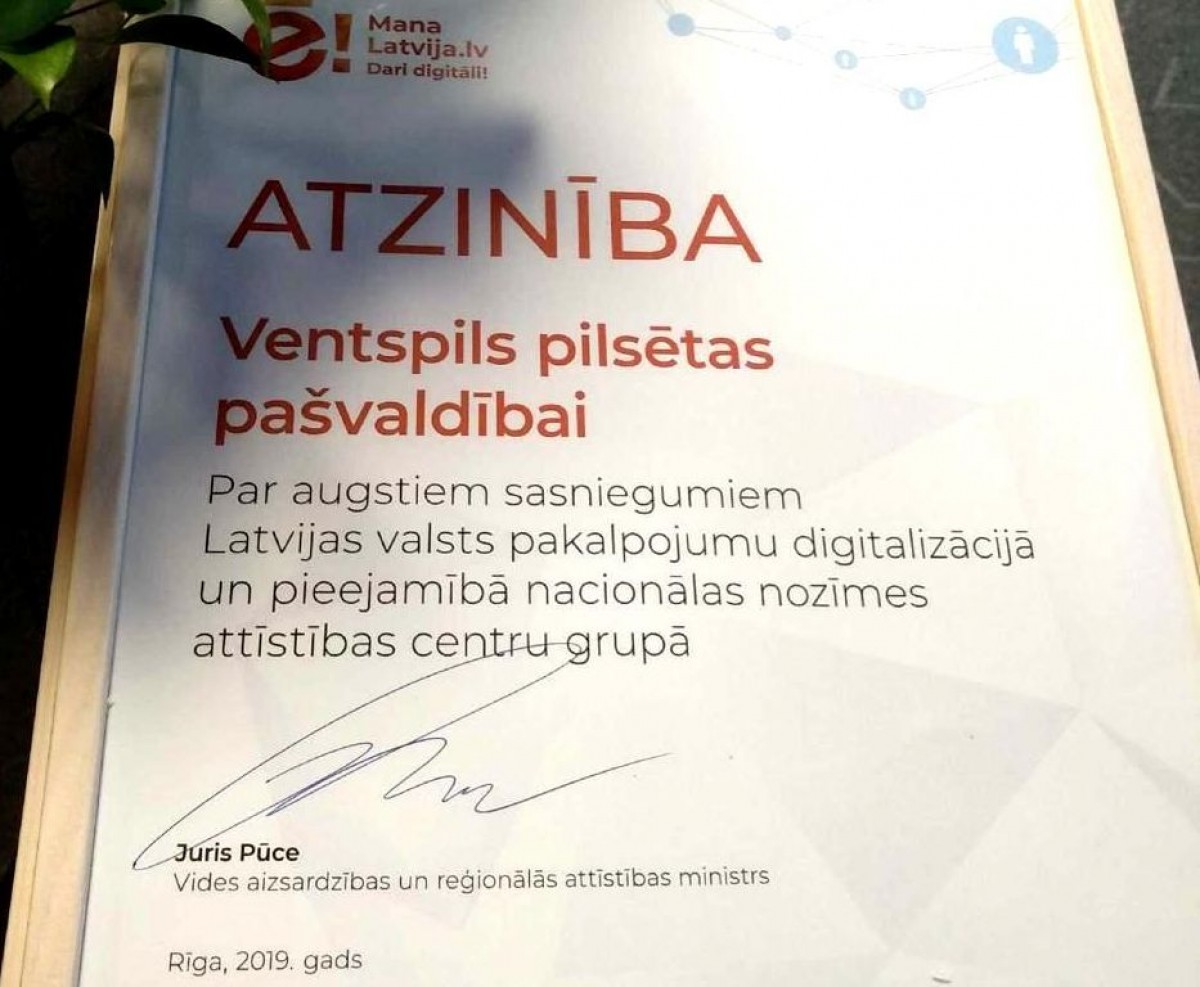 ē!
Mana
Latvija.lv
Dari digitāli!
ATZINĪBA
Ventspils pilsētas
pašvaldībai
Par augstiem sasniegumiem
Latvijas valsts pakalpojumu digitalizācijā
un pieejamībā nacionālas nozīmes
attīstības centru grupā
Juris Pūce
Vides aizsardzības un reģionālās attīstības ministrs
Rīga, 2019. gads